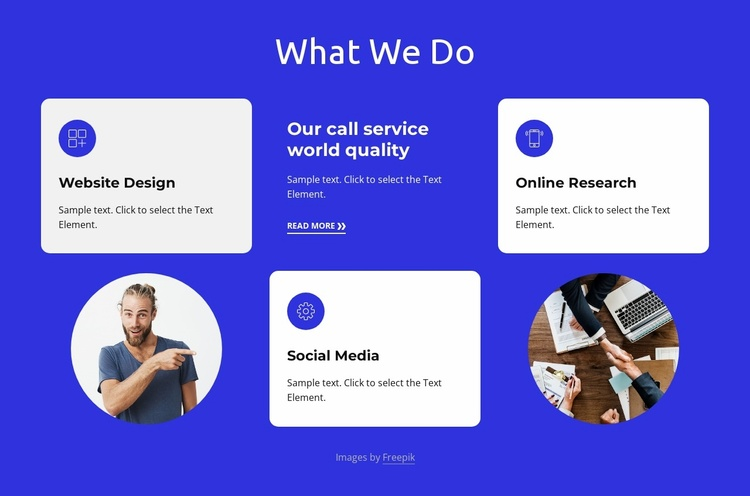 What We Do
Website Design
Sample text. Click to select the Text
Element.
Our call service
world quality
Sample text. Click to select the Text
Element.
READ MORE ❯❯
Online Research
Sample text. Click to select the Text
Element.
Social Media
Sample text. Click to select the Text
Element.
Images by Freepik